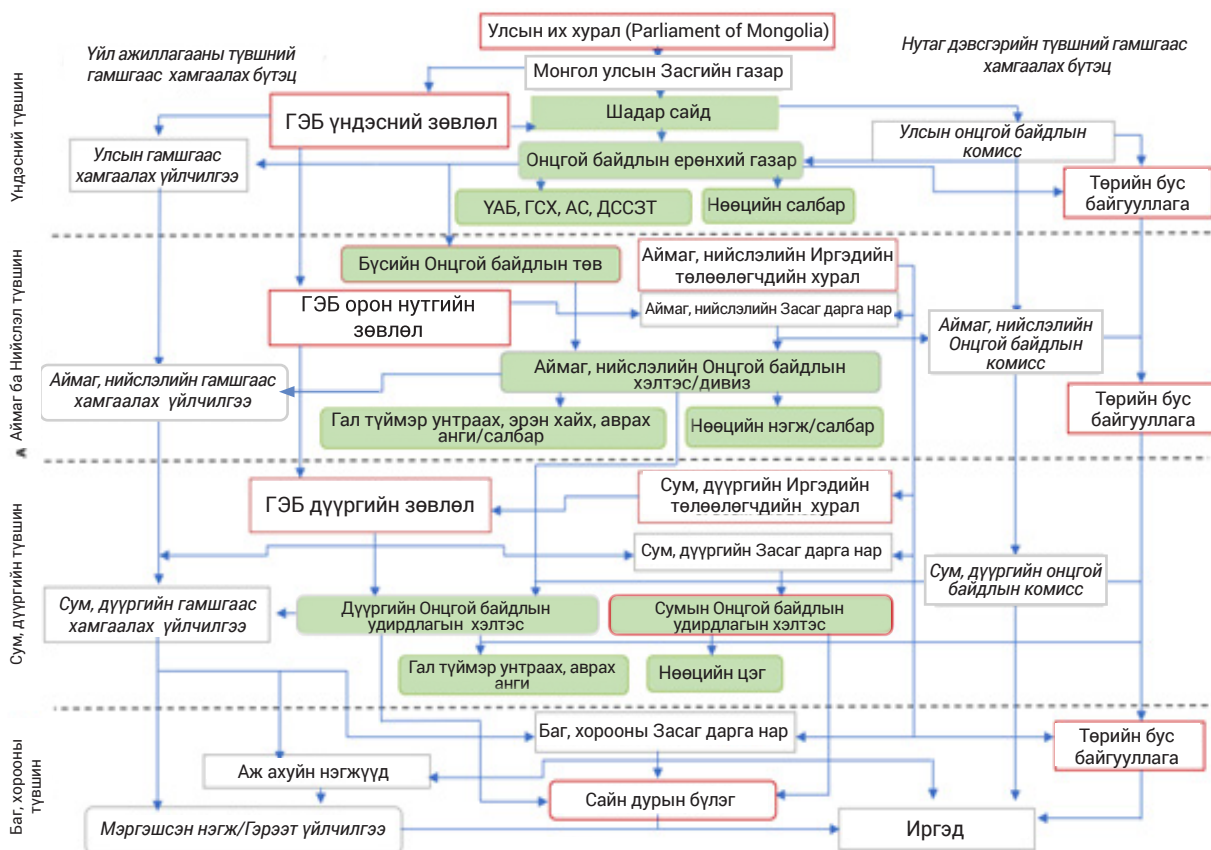 Улсын их хурал (Parliament of Mongolia)
Үйл ажиллагааны түвшний
гамшгаас хамгаалах бүтэц
Нутаг дэвсгэрийн түвшний гамшгаас
хамгаалах бүтэц
Монгол улсын Засгийн газар
Үндэсний түвшин
ГЭБ үндэсний зөвлөл
Шадар сайд
Улсын онцгой байдлын
комисс
Улсын гамшгаас
хамгаалах үйлчилгээ
Онцгой байдлын ерөнхий газар
Төрийн бус
байгууллага
ҮАБ, ГСХ, АС, ДССЗТ
Нөөцийн салбар
Аймаг ба Нийслэл түвшин
Бүсийн Онцгой байдлын төв
Аймаг, нийслэлийн Иргэдийн
төлөөлөгчдийн хурал
ГЭБ орон нутгийн
зөвлөл
Аймаг, нийслэлийн Засаг дарга нар
Аймаг, нийслэлийн
Онцгой байдлын
комисс
Аймаг, нийслэлийн гамшгаас
хамгаалах үйлчилгээ
Аймаг, нийслэлийн Онцгой байдлын
хэлтэс/дивиз
Төрийн бус
байгууллага
Гал түймэр унтраах, эрэн хайх, аврах
анги/салбар
Нөөцийн нэгж/салбар
Сум, дүүргийн түвшин
ГЭБ дүүргийн зөвлөл
Сум, дүүргийн Иргэдийн
төлөөлөгчдийн хурал
Сум, дүүргийн Засаг дарга нар
Сум, дүүргийн онцгой
байдлын комисс
Сум, дүүргийн гамшгаас
хамгаалах үйлчилгээ
Дүүргийн Онцгой байдлын
удирдлагын хэлтэс
Сумын Онцгой байдлын
удирдлагын хэлтэс
Гал түймэр унтраах, аврах
анги
Нөөцийн цэг
Баг, хорооны
түвшин
Баг, хорооны Засаг дарга нар
Төрийн бус
байгууллага
Аж ахуйн нэгжүүд
Сайн дурын бүлэг
Мэргэшсэн нэгж/Гэрээт үйлчилгээ
Иргэд